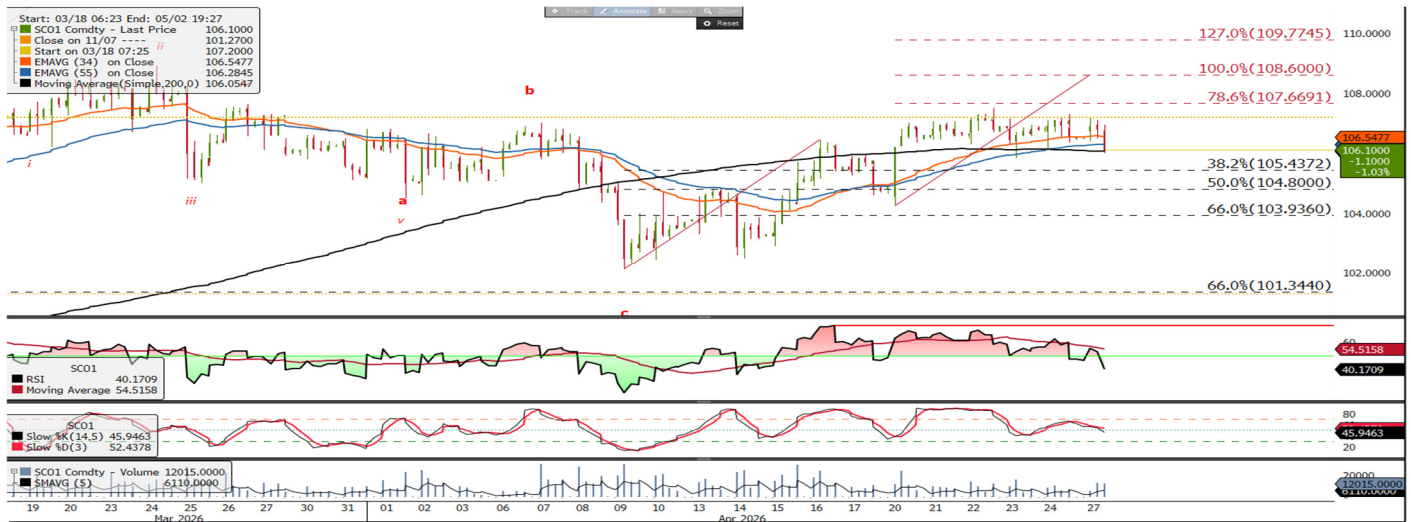 Track Annotate News Zoom
Reset
Start: 03/18 06:23 End: 05/02 19:27
SCO1 Comdty - Last Price 106.1000
Close on 11/07 ---- 101.2700
Start on 03/18 07:25 107.2000
EMAVG (34) on Close 106.5477
EMAVG (55) on Close 106.2845
Moving Average(Simple,200,0) 106.0547
ii
i
iii
a
v
b
c
127.0%(109.7745)
100.0%(108.6000)
78.6%(107.6691)
38.2%(105.4372)
50.0%(104.8000)
66.0%(103.9360)
66.0%(101.3440)
110.0000
108.0000
106.5477
106.1000
-1.1000
-1.03%
104.0000
102.0000
SCO1
RSI 40.1709
Moving Average 54.5158
60
54.5158
40.1709
SCO1
Slow %K(14,5) 45.9463
Slow %D(3) 52.4378
80
45.9463
20
SCO1 Comdty - Volume 12015.0000
SMAVG (5) 6110.0000
20000
12015.0000
6110.0000
19 20 23 24 25 26 27 30 31 01 02 03 06 07 08 09 10 13 14 15 16 17 20 21 22 23 24 27
Mar 2026 Apr 2026